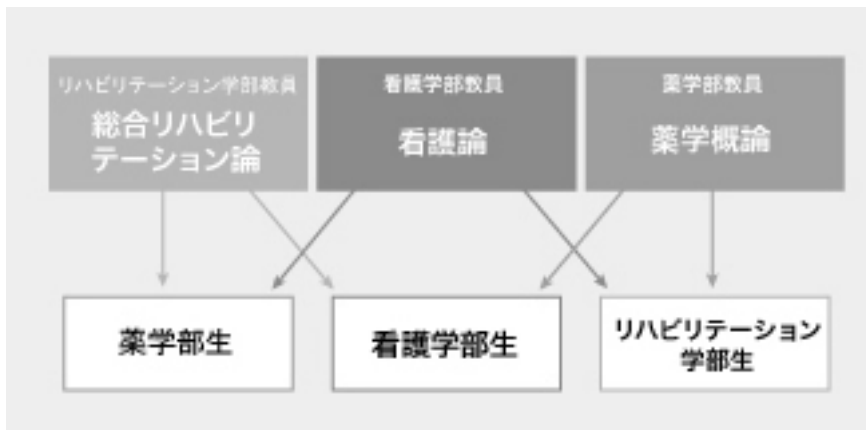 リハビリテーション学部教員
総合リハビリ
テーション論
看護学部教員
看護論
薬学部教員
薬学概論
薬学部生
看護学部生
リハビリテーション
学部生